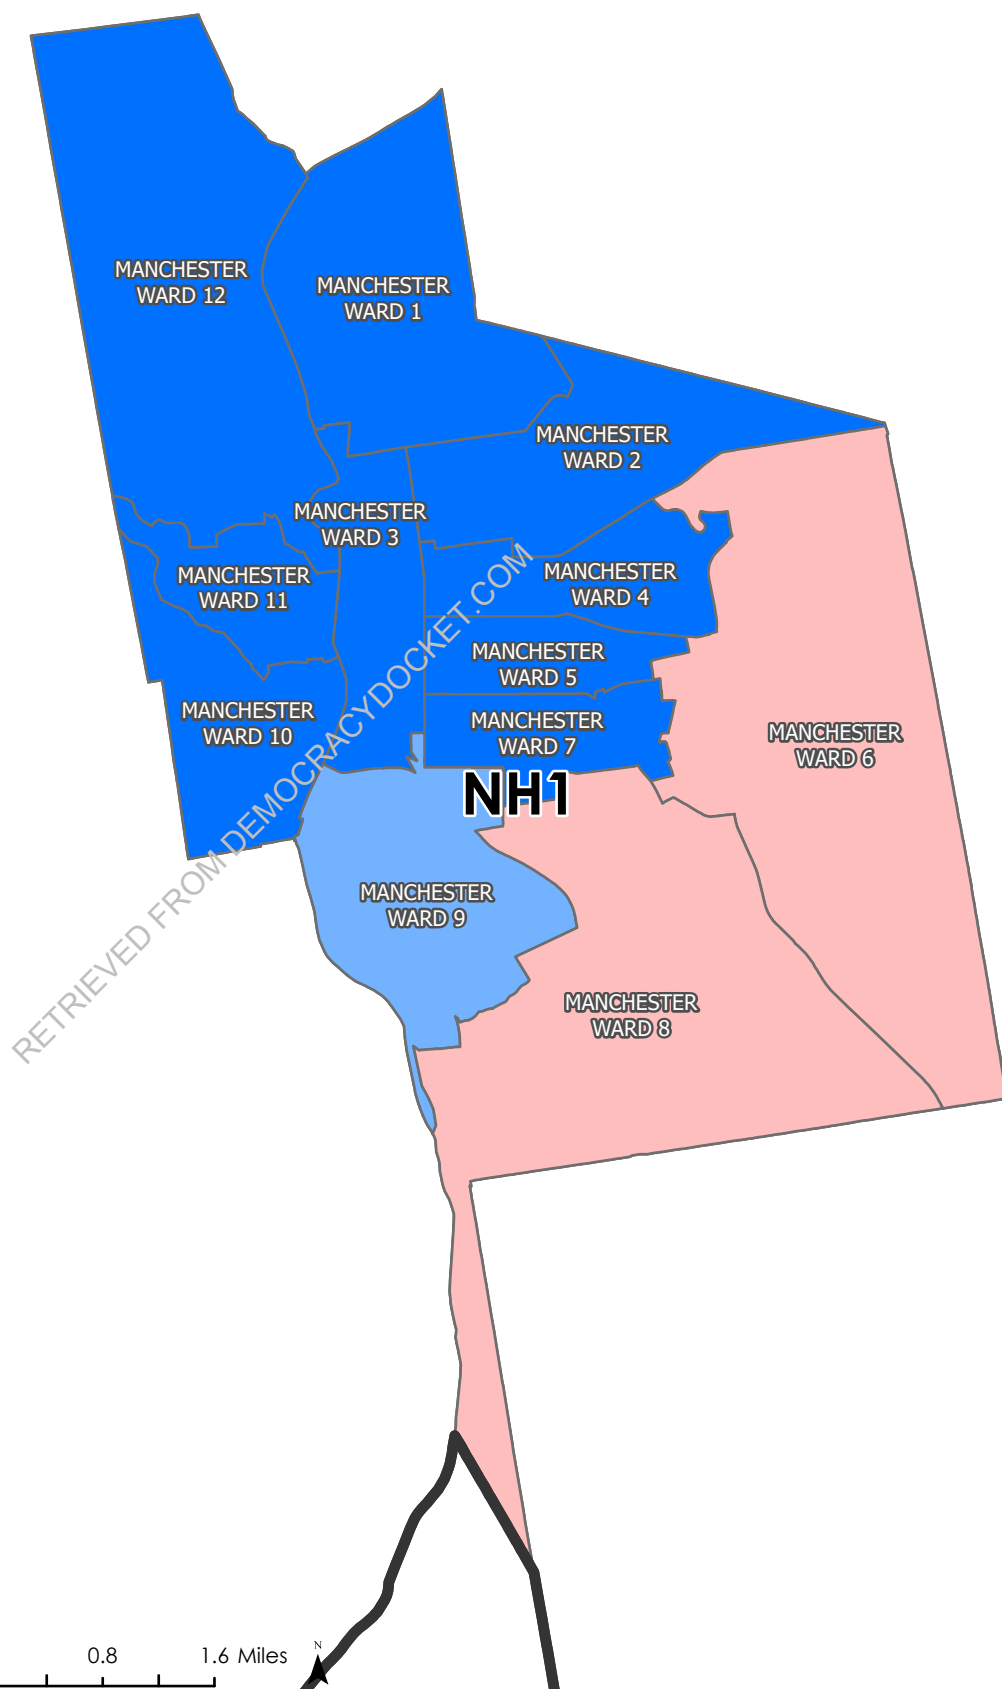 MANCHESTER
WARD 12
MANCHESTER
WARD 1
MANCHESTER
WARD 2
MANCHESTER
WARD 3
MANCHESTER
WARD 11
MANCHESTER
WARD 4
MANCHESTER
WARD 5
MANCHESTER
WARD 10
MANCHESTER
WARD 7
MANCHESTER
WARD 6
NH1
MANCHESTER
WARD 9
MANCHESTER
WARD 8
RETRIEVED FROM DEMOCRACYDOCKET.COM
N
0.8 1.6 Miles